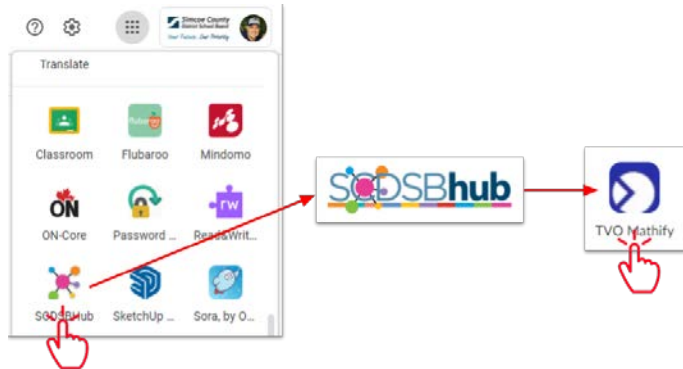 Simcoe County
District School Board
Your Future. Our Priority.
Translate
Classroom Flubaroo Mindomo
ON
ON-Core Password ... Read&Writ...
rw
SCDSBHub SketchUp ... Sora, by O...
SCDSBhub
TVO Mathify